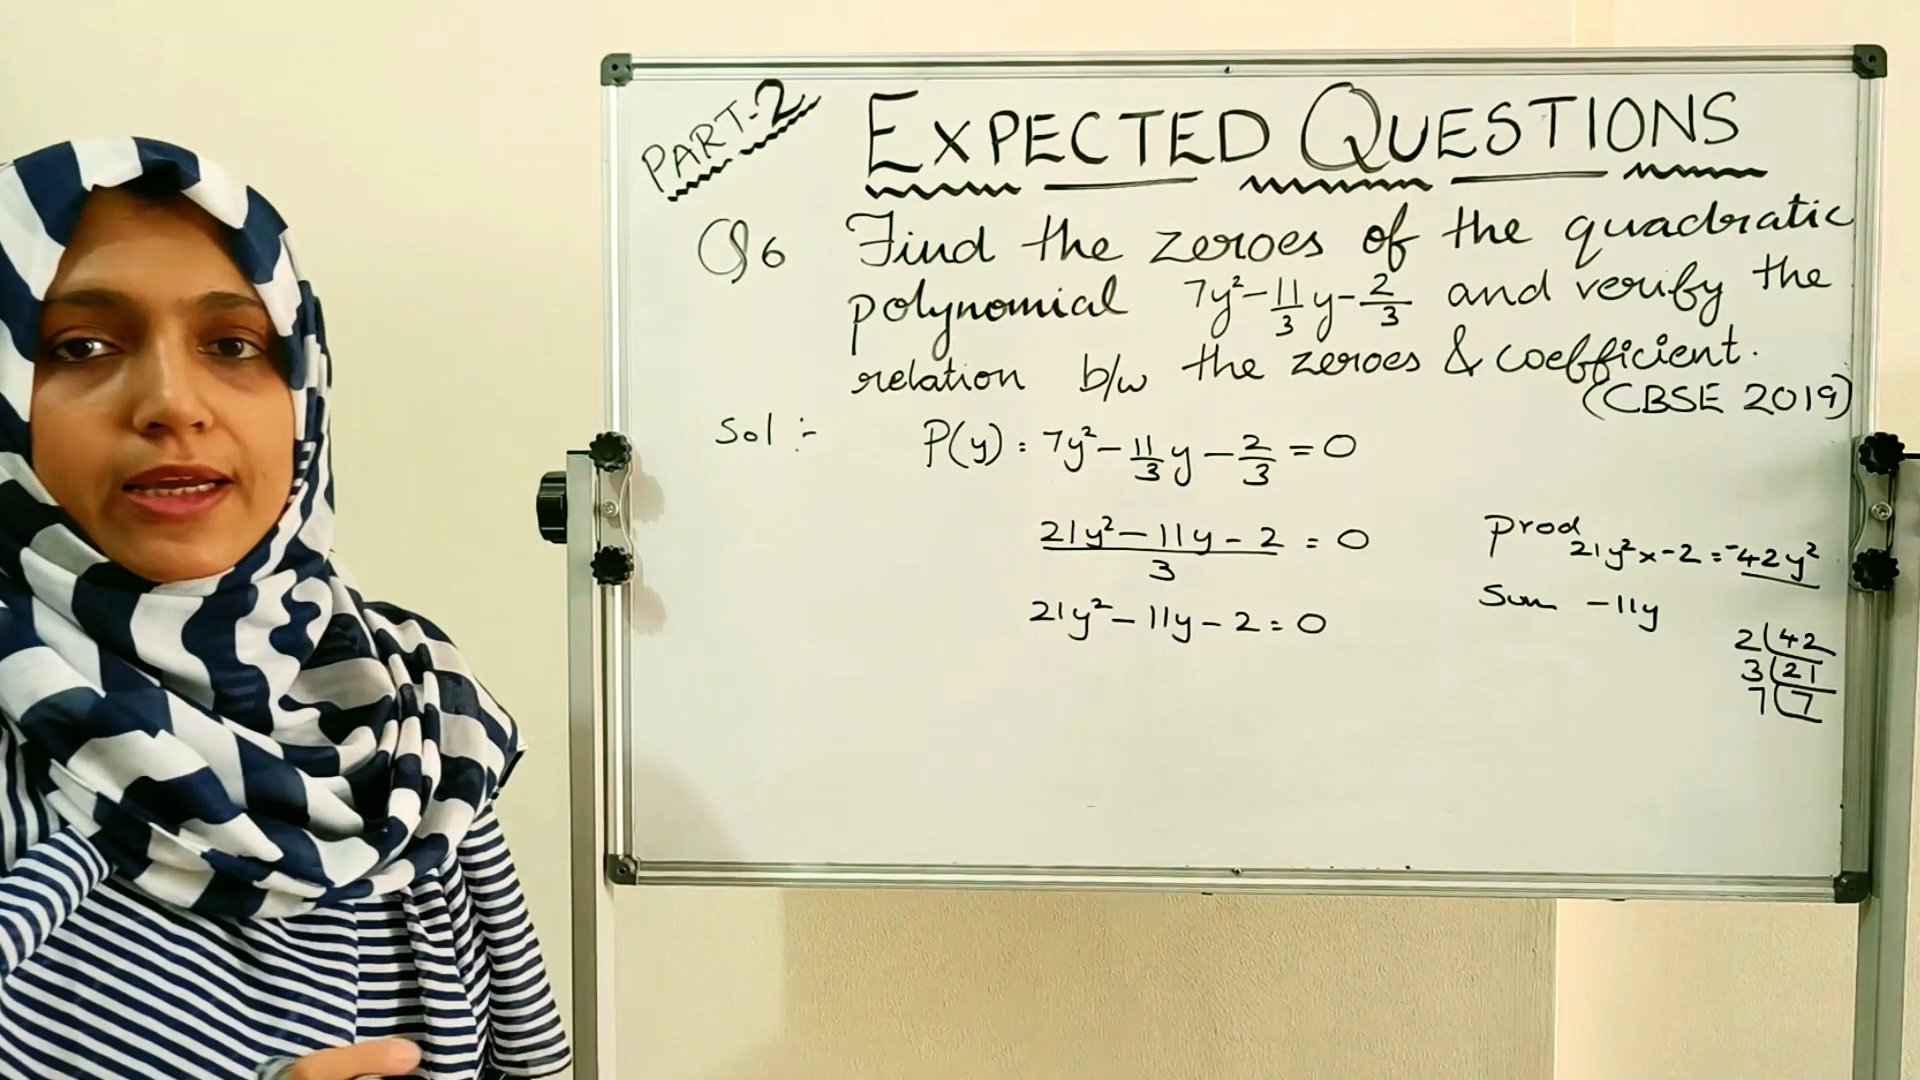 PART-2
EXPECTED QUESTIONS
Q6 Find the zeroes of the quadratic
polynomial 7y²-11/3y-2/3 and verify the
relation b/w the zeroes & coefficient.
(CBSE 2019)
Sol :- P(y) = 7y² - 11/3 y - 2/3 = 0
21y² - 11y - 2 / 3 = 0
21y² - 11y - 2 = 0
Prod
21y² x -2 = -42y²
Sum -11y
2 | 42
3 | 21
7 | 7